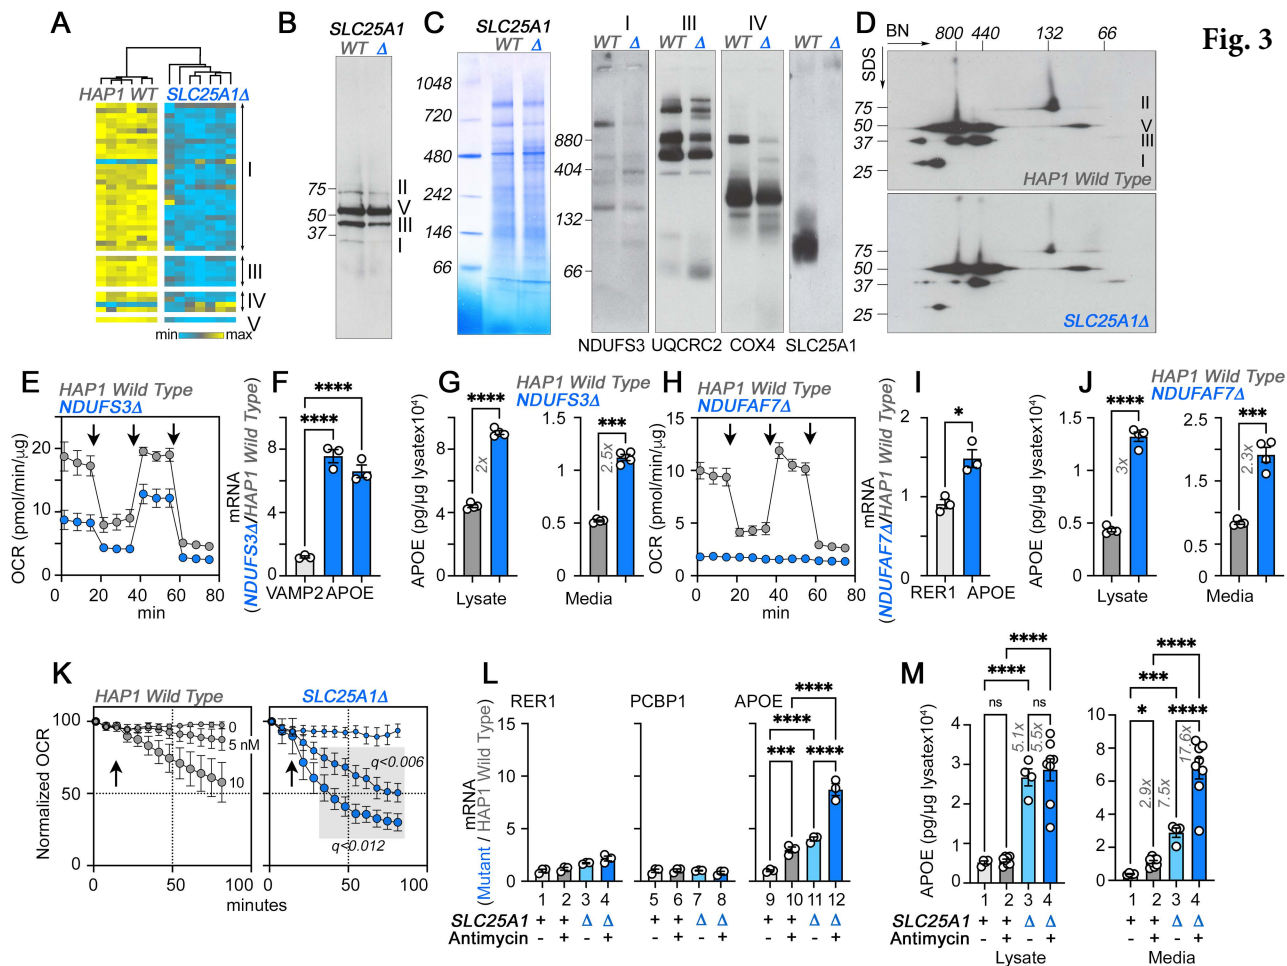 Fig. 3
A
HAP1 WT SLC25A1Δ
I
III
IV
V
min max
B
SLC25A1
WT Δ
75
50
37
II
V
III
I
C
SLC25A1
WT Δ
1048
720
480
242
146
66
I III IV
WT Δ WT Δ WT Δ WT Δ
880
404
132
66
NDUFS3 UQCRC2 COX4 SLC25A1
D
BN 800 440 132 66
SDS
75
50
37
25
II
V
III
I
HAP1 Wild Type
75
50
37
25
SLC25A1Δ
E
HAP1 Wild Type
NDUFS3Δ
OCR (pmol/min/µg)
20
10
0
0 20 40 60 80
min
F
**** 
****
mRNA
(NDUFS3Δ/HAP1 Wild Type)
8
4
0
VAMP2 APOE
G
HAP1 Wild Type
NDUFS3Δ
APOE (pg/µg lysatex10⁴)
****
2x
1.5
1
0.5
0
Lysate
***
2.5x
1.5
1
0.5
0
Media
H
HAP1 Wild Type
NDUFAF7Δ
OCR (pmol/min/µg)
15
10
5
0
0 20 40 60 80
min
I
*
mRNA
(NDUFAF7Δ/HAP1 Wild Type)
2
1
0
RER1 APOE
J
HAP1 Wild Type
NDUFAF7Δ
APOE (pg/µg lysatex10⁴)
****
3x
1.5
1
0.5
0
Lysate
***
2.3x
2.5
1.5
0.5
0
Media
K
HAP1 Wild Type SLC25A1Δ
Normalized OCR
100
50
0
0
5 nM
10
q<0.006
q<0.012
0 50 100 50 100
minutes
L
RER1 PCBP1 APOE
mRNA
(Mutant / HAP1 Wild Type)
15
10
5
0
****
****
*** ****
1 2 3 4 5 6 7 8 9 10 11 12
SLC25A1 + + Δ Δ + + Δ Δ + + Δ Δ
Antimycin - + - + - + - + - + - +
M
APOE (pg/µg lysatex10⁴)
****
****
ns ns
5.1x
5.5x
4
3
2
1
0
****
***
* ****
2.9x
7.5x
17.6x
10
8
6
4
2
0
1 2 3 4 1 2 3 4
SLC25A1 + + Δ Δ + + Δ Δ
Antimycin - + - + - + - +
Lysate Media